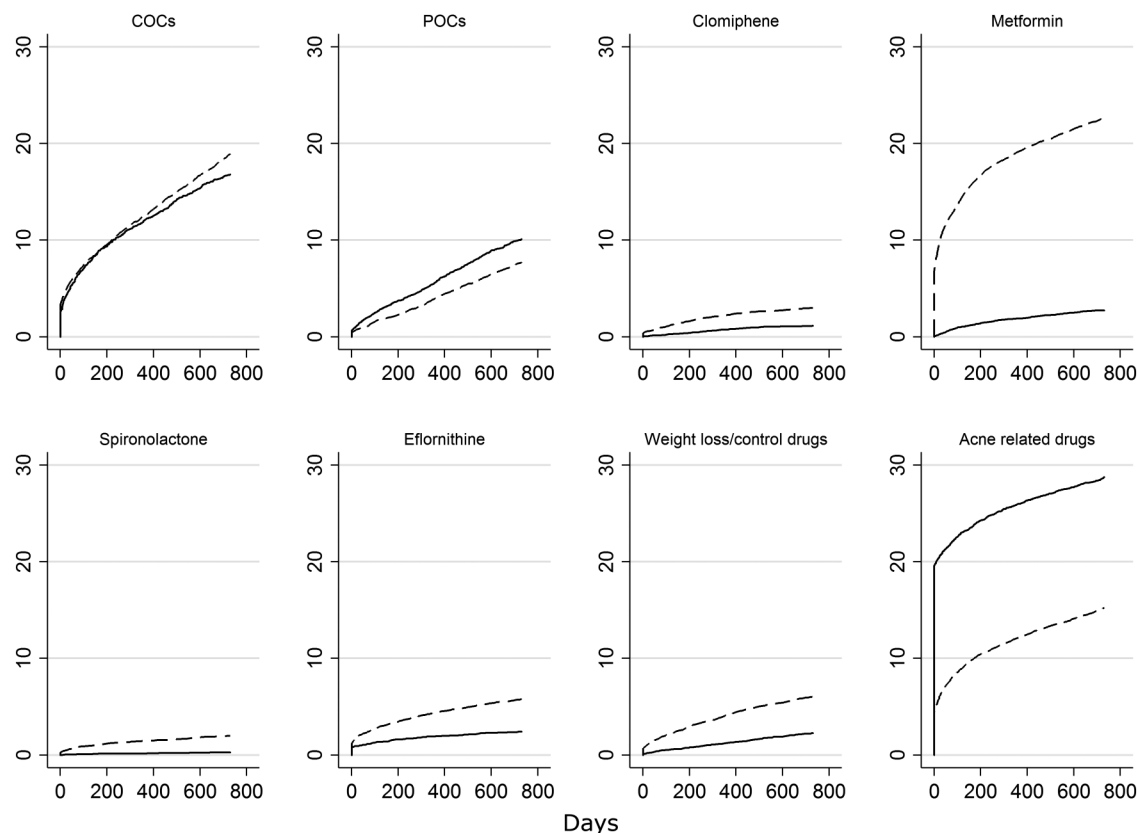 COCs POCs Clomiphene Metformin
30 30 30 30
20 20 20 20
10 10 10 10
0 0 0 0
0 200 400 600 800 0 200 400 600 800 0 200 400 600 800 0 200 400 600 800
Spironolactone Eflornithine Weight loss/control drugs Acne related drugs
30 30 30 30
20 20 20 20
10 10 10 10
0 0 0 0
0 200 400 600 800 0 200 400 600 800 0 200 400 600 800 0 200 400 600 800
Days